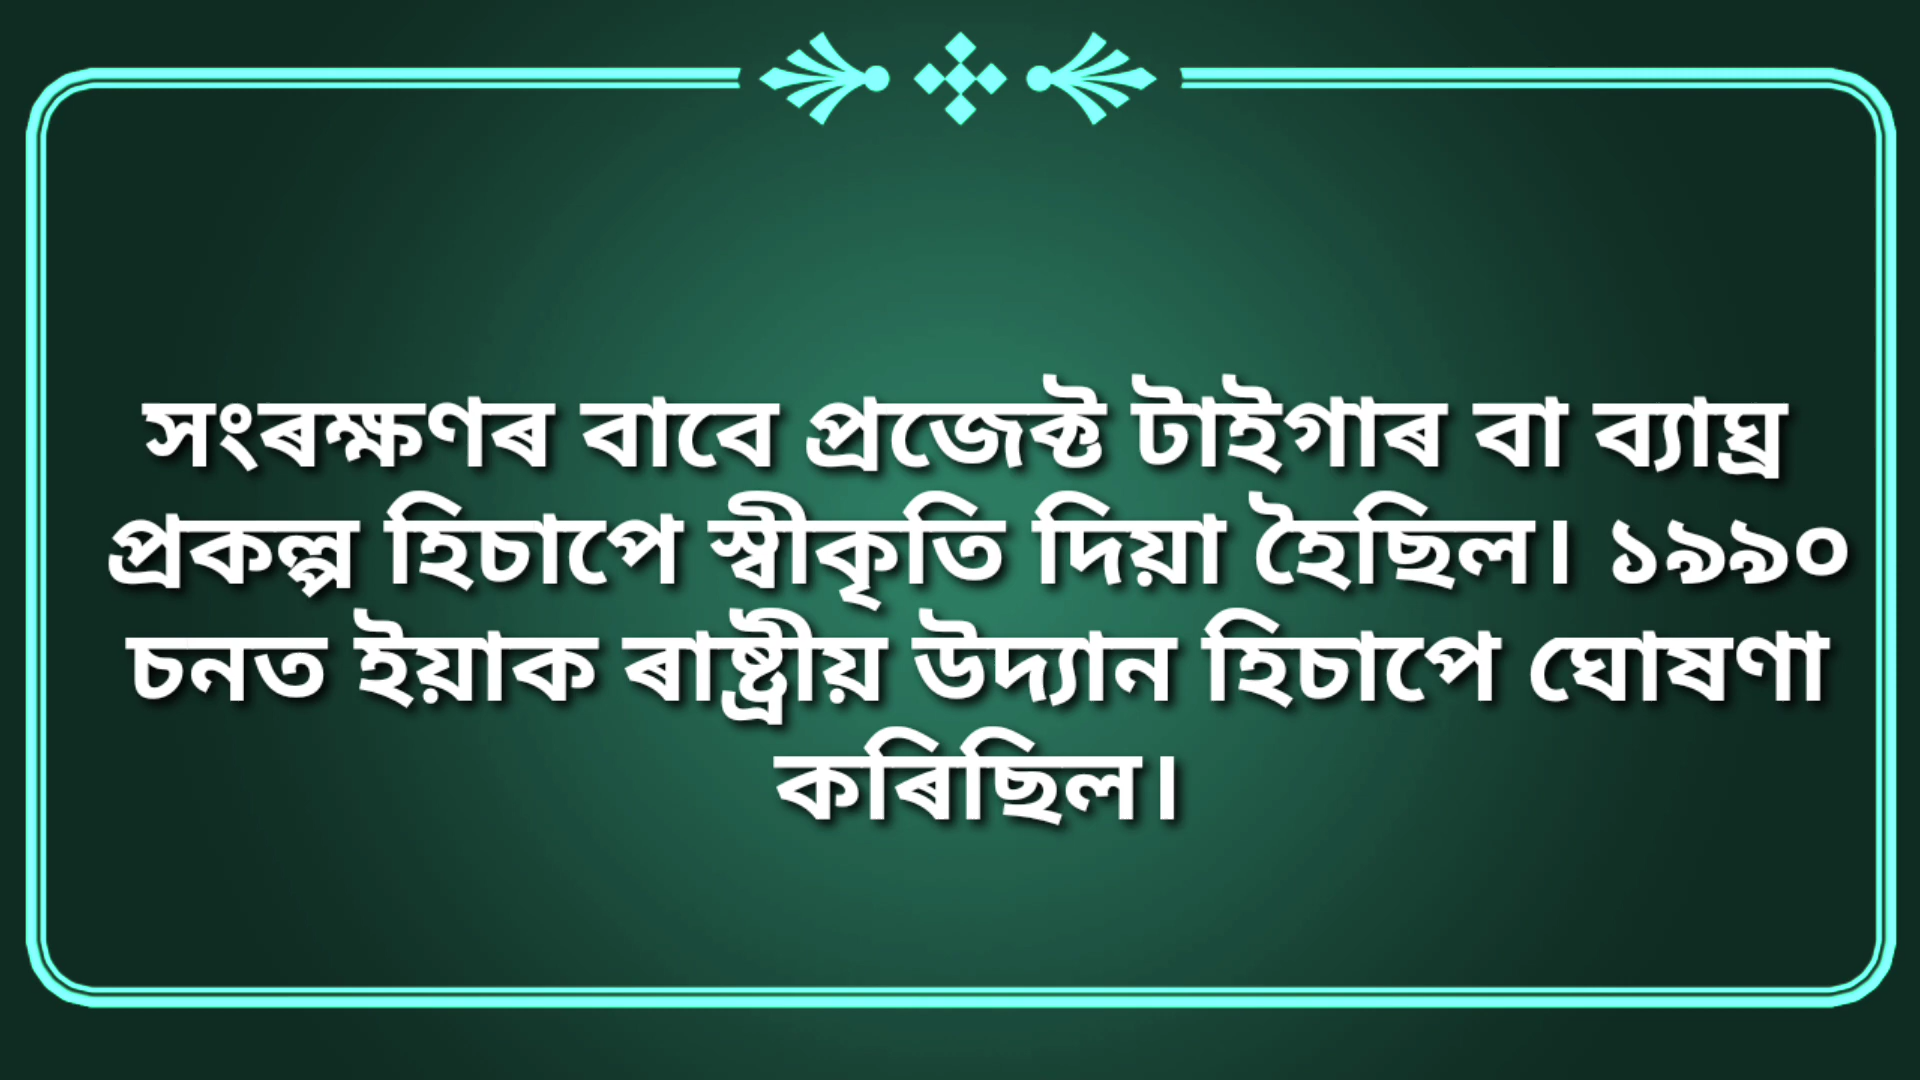 সংৰক্ষণৰ বাবে প্ৰজেক্ট টাইগাৰ বা ব্যাঘ্ৰ
প্ৰকল্প হিচাপে স্বীকৃতি দিয়া হৈছিল। ১৯৯০
চনত ইয়াক ৰাষ্ট্ৰীয় উদ্যান হিচাপে ঘোষণা
কৰিছিল।